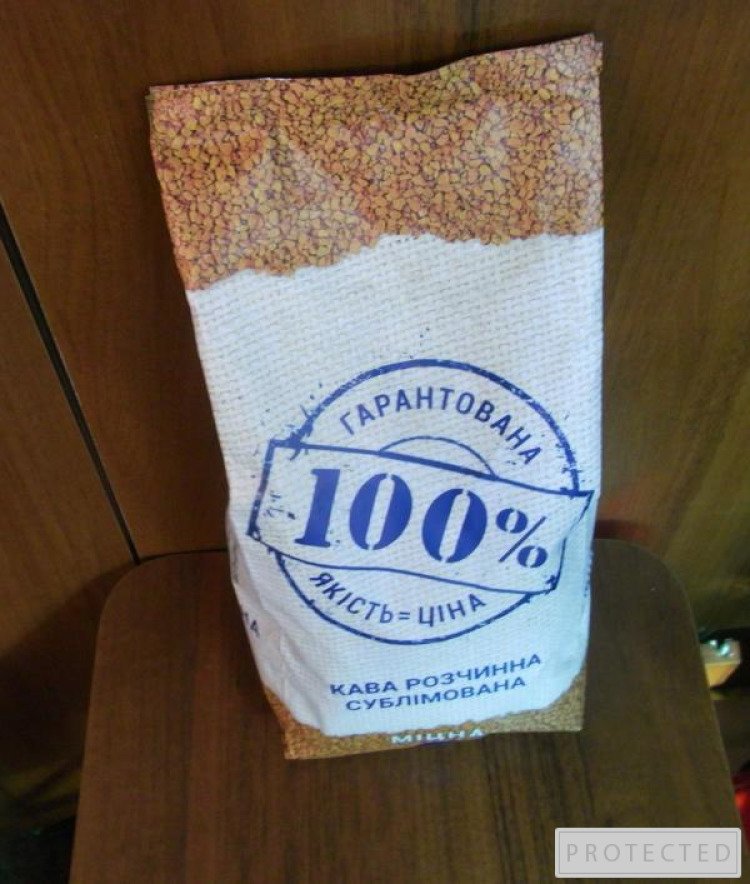 ГАРАНТОВАНА
100%
ЯКІСТЬ = ЦІНА
КАВА РОЗЧИННА
СУБЛІМОВАНА
МІЦНА
PROTECTED